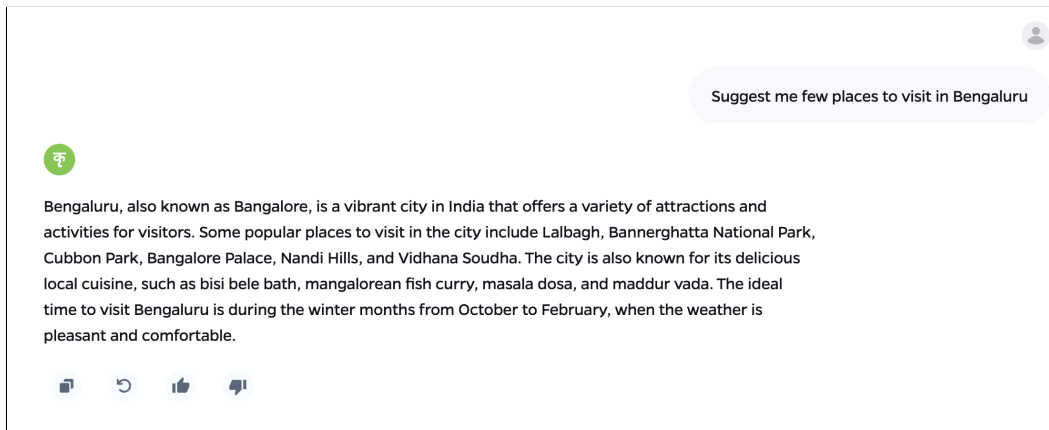 Suggest me few places to visit in Bengaluru
कृ
Bengaluru, also known as Bangalore, is a vibrant city in India that offers a variety of attractions and
activities for visitors. Some popular places to visit in the city include Lalbagh, Bannerghatta National Park,
Cubbon Park, Bangalore Palace, Nandi Hills, and Vidhana Soudha. The city is also known for its delicious
local cuisine, such as bisi bele bath, mangalorean fish curry, masala dosa, and maddur vada. The ideal
time to visit Bengaluru is during the winter months from October to February, when the weather is
pleasant and comfortable.